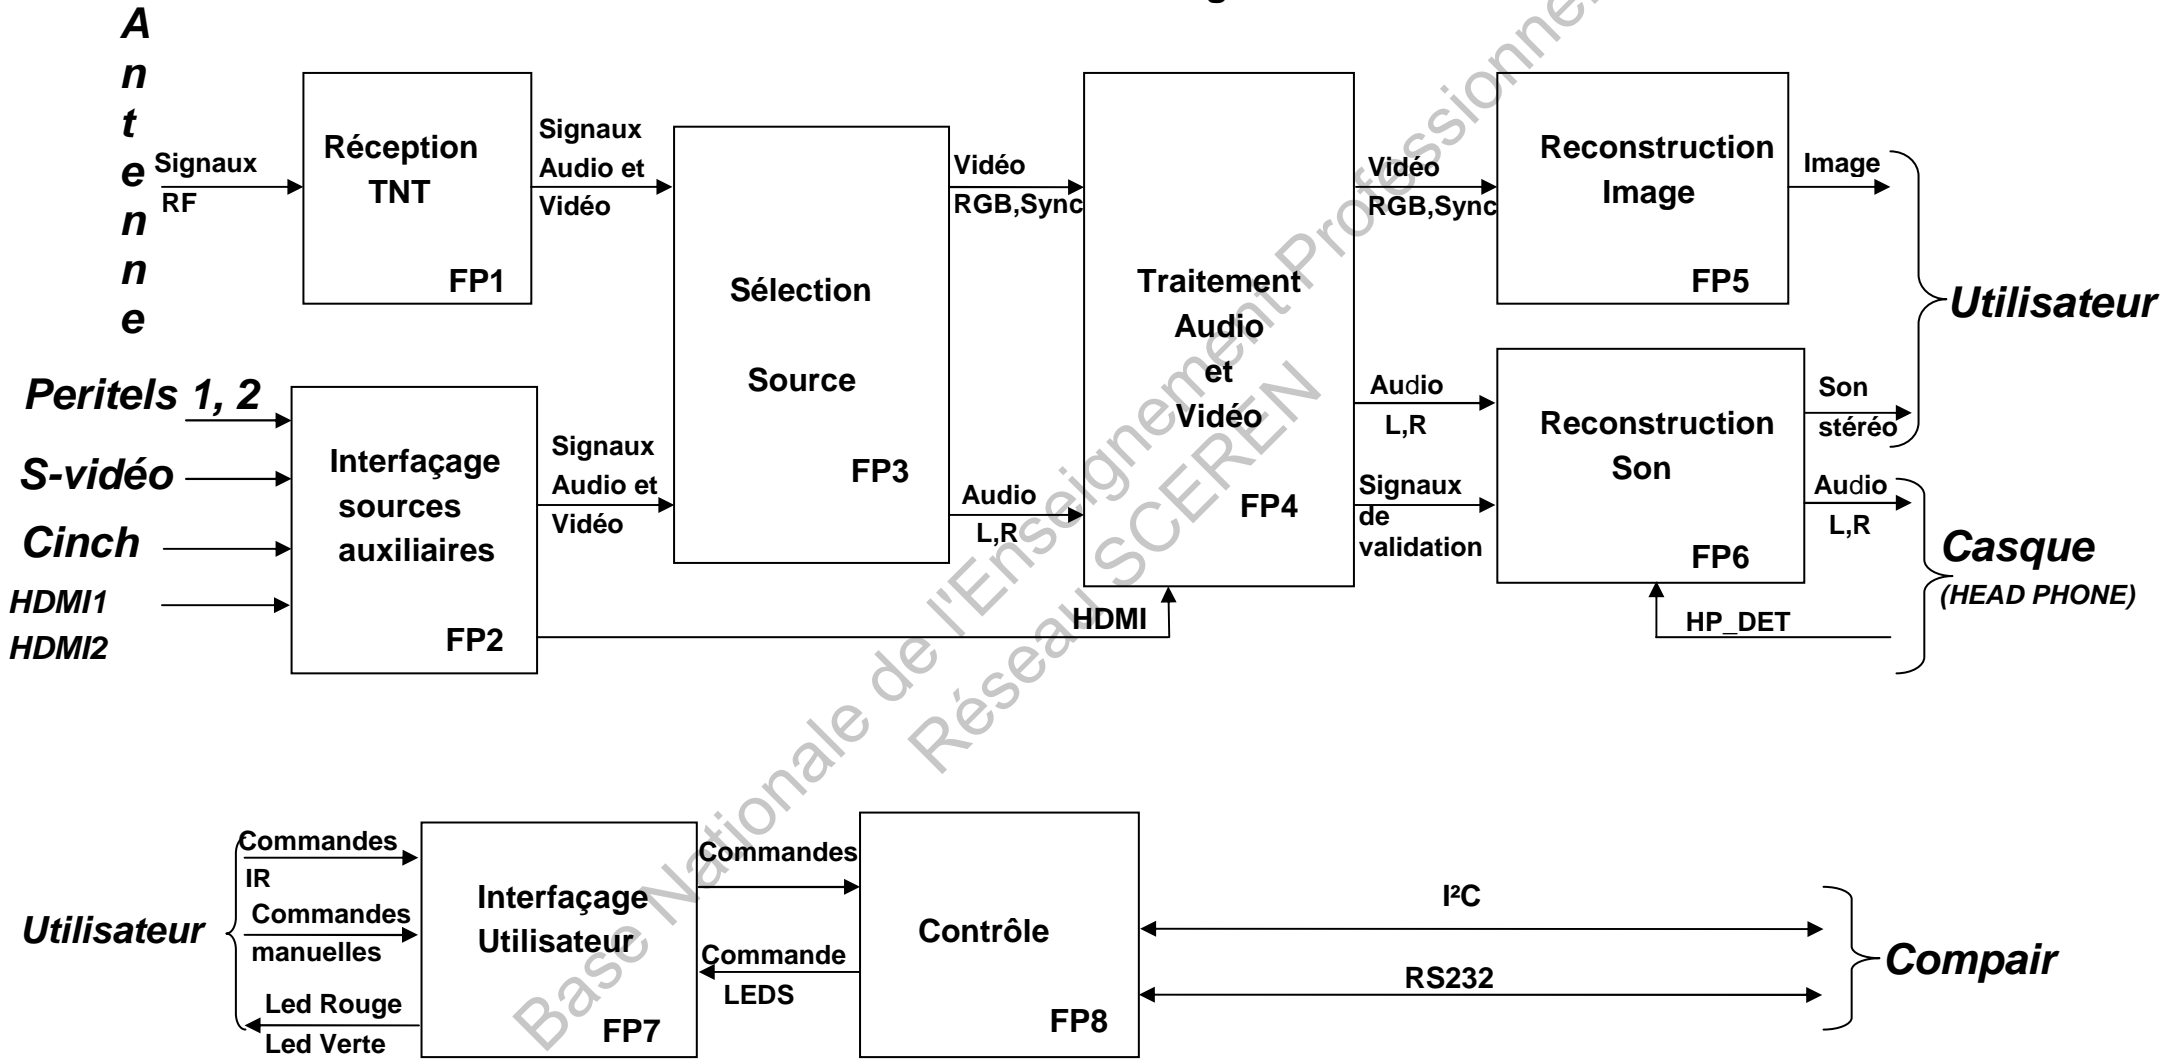 Antenne
Signaux
RF
Réception
TNT
FP1
Signaux
Audio et
Vidéo
Sélection
Source
FP3
Vidéo
RGB,Sync
Audio
L,R
Traitement
Audio
et
Vidéo
FP4
Vidéo
RGB,Sync
Reconstruction
Image
FP5
Image
Utilisateur
Audio
L,R
Signaux
de
validation
Reconstruction
Son
FP6
Son
stéréo
Audio
L,R
Casque
(HEAD PHONE)
HP_DET
Peritels 1, 2
S-vidéo
Cinch
HDMI1
HDMI2
Interfaçage
sources
auxiliaires
FP2
Signaux
Audio et
Vidéo
HDMI
Utilisateur
Commandes
IR
Commandes
manuelles
Led Rouge
Led Verte
Interfaçage
Utilisateur
FP7
Commandes
Commande
LEDS
Contrôle
FP8
I²C
RS232
Compair
Base Nationale de l'Enseignement Professionnel
Réseau SCEREN